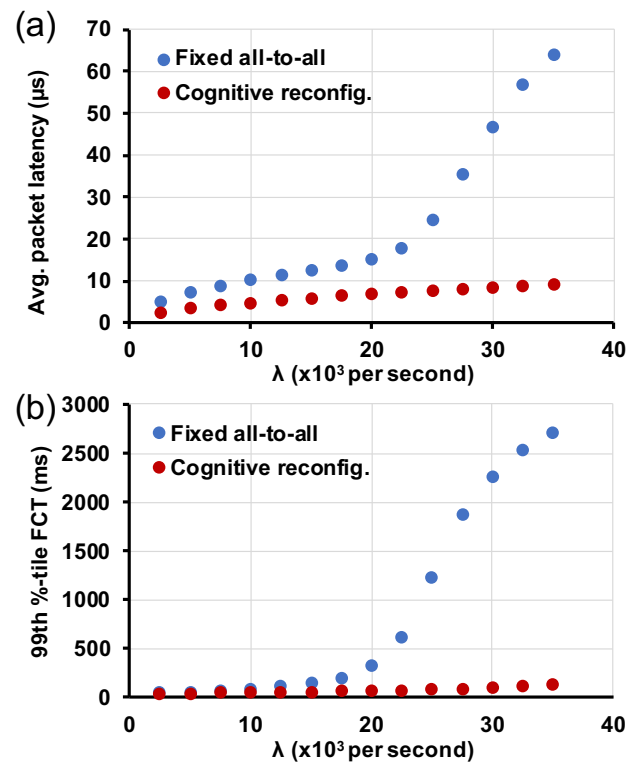 (a)
70
60
50
40
30
20
10
0
Avg. packet latency (μs)
Fixed all-to-all
Cognitive reconfig.
0 10 20 30 40
λ (x10³ per second)
(b)
3000
2500
2000
1500
1000
500
0
99th %-tile FCT (ms)
Fixed all-to-all
Cognitive reconfig.
0 10 20 30 40
λ (x10³ per second)